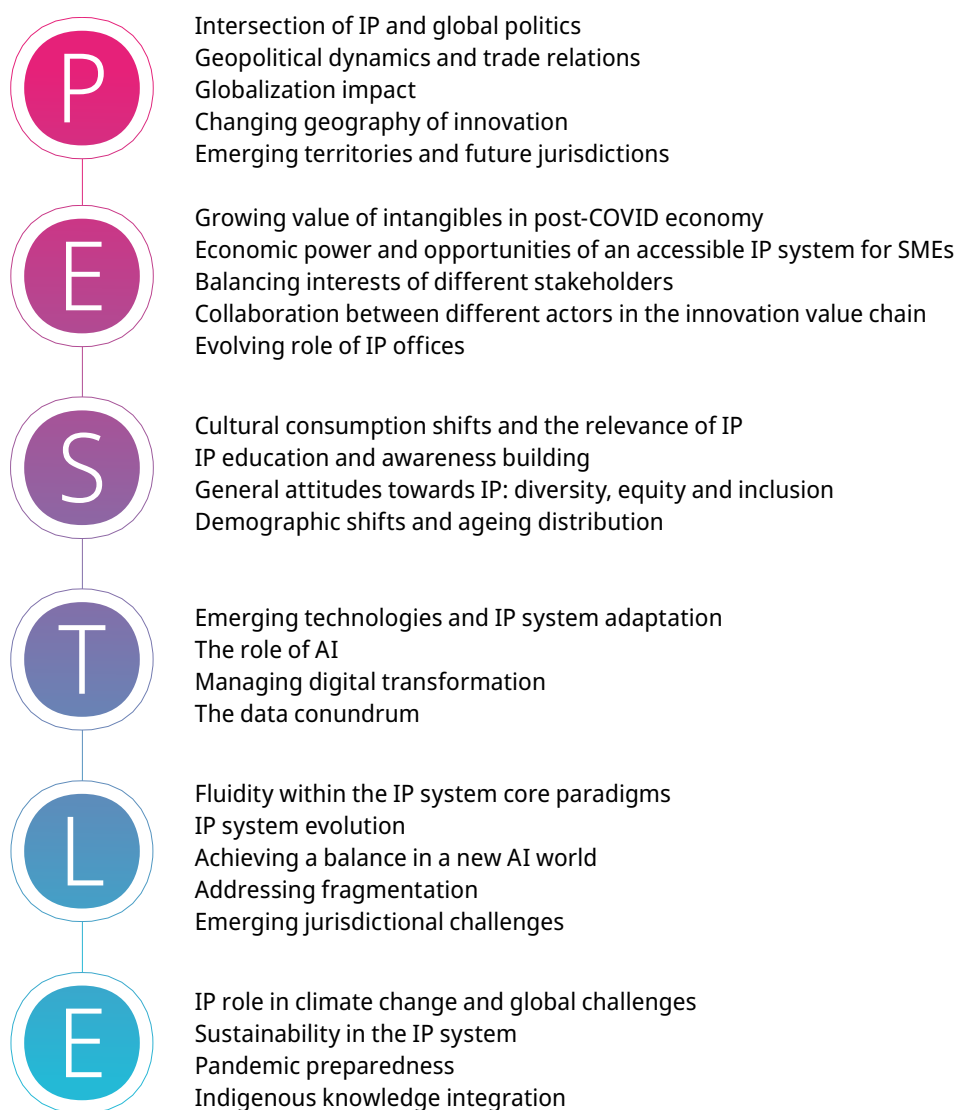 P
Intersection of IP and global politics
Geopolitical dynamics and trade relations
Globalization impact
Changing geography of innovation
Emerging territories and future jurisdictions
E
Growing value of intangibles in post-COVID economy
Economic power and opportunities of an accessible IP system for SMEs
Balancing interests of different stakeholders
Collaboration between different actors in the innovation value chain
Evolving role of IP offices
S
Cultural consumption shifts and the relevance of IP
IP education and awareness building
General attitudes towards IP: diversity, equity and inclusion
Demographic shifts and ageing distribution
T
Emerging technologies and IP system adaptation
The role of AI
Managing digital transformation
The data conundrum
L
Fluidity within the IP system core paradigms
IP system evolution
Achieving a balance in a new AI world
Addressing fragmentation
Emerging jurisdictional challenges
E
IP role in climate change and global challenges
Sustainability in the IP system
Pandemic preparedness
Indigenous knowledge integration